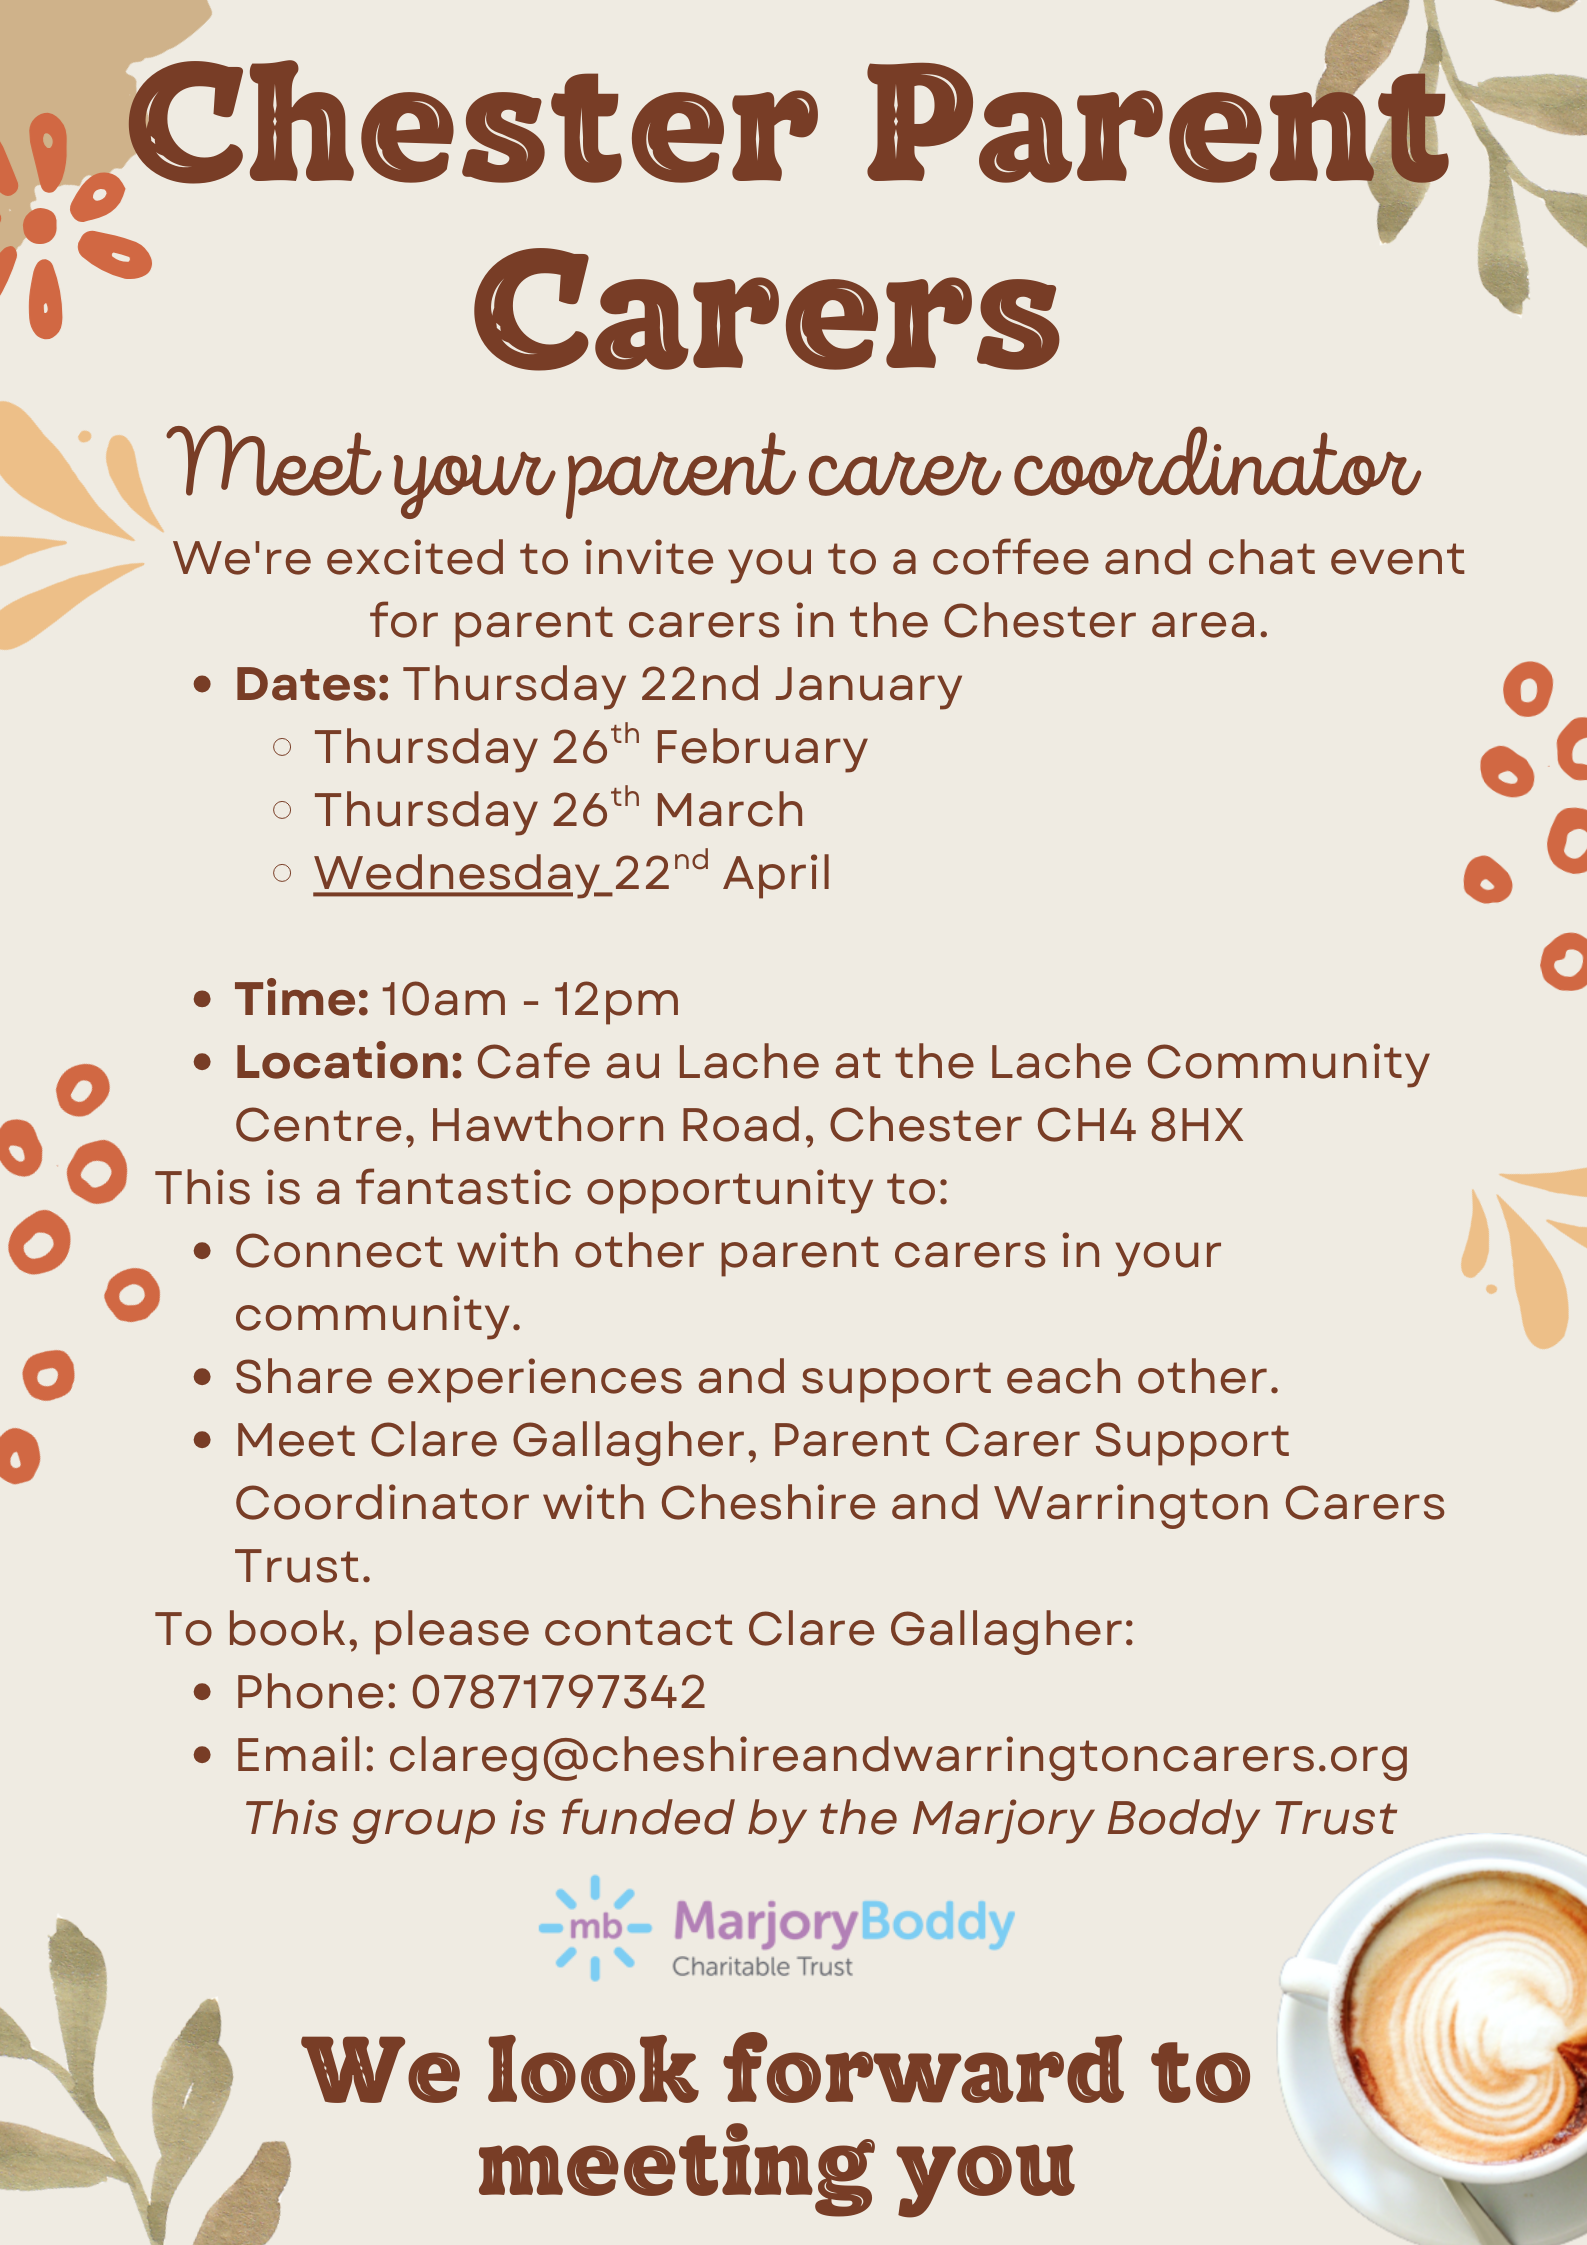 Chester Parent
Carers
Meet your parent carer coordinator
We're excited to invite you to a coffee and chat event
for parent carers in the Chester area.
• Dates: Thursday 22nd January
○ Thursday 26th February
○ Thursday 26th March
○ Wednesday 22nd April
• Time: 10am - 12pm
• Location: Cafe au Lache at the Lache Community
Centre, Hawthorn Road, Chester CH4 8HX
This is a fantastic opportunity to:
• Connect with other parent carers in your
community.
• Share experiences and support each other.
• Meet Clare Gallagher, Parent Carer Support
Coordinator with Cheshire and Warrington Carers
Trust.
To book, please contact Clare Gallagher:
• Phone: 07871797342
• Email: clareg@cheshireandwarringtoncarers.org
This group is funded by the Marjory Boddy Trust
mb MarjoryBoddy
Charitable Trust
We look forward to
meeting you